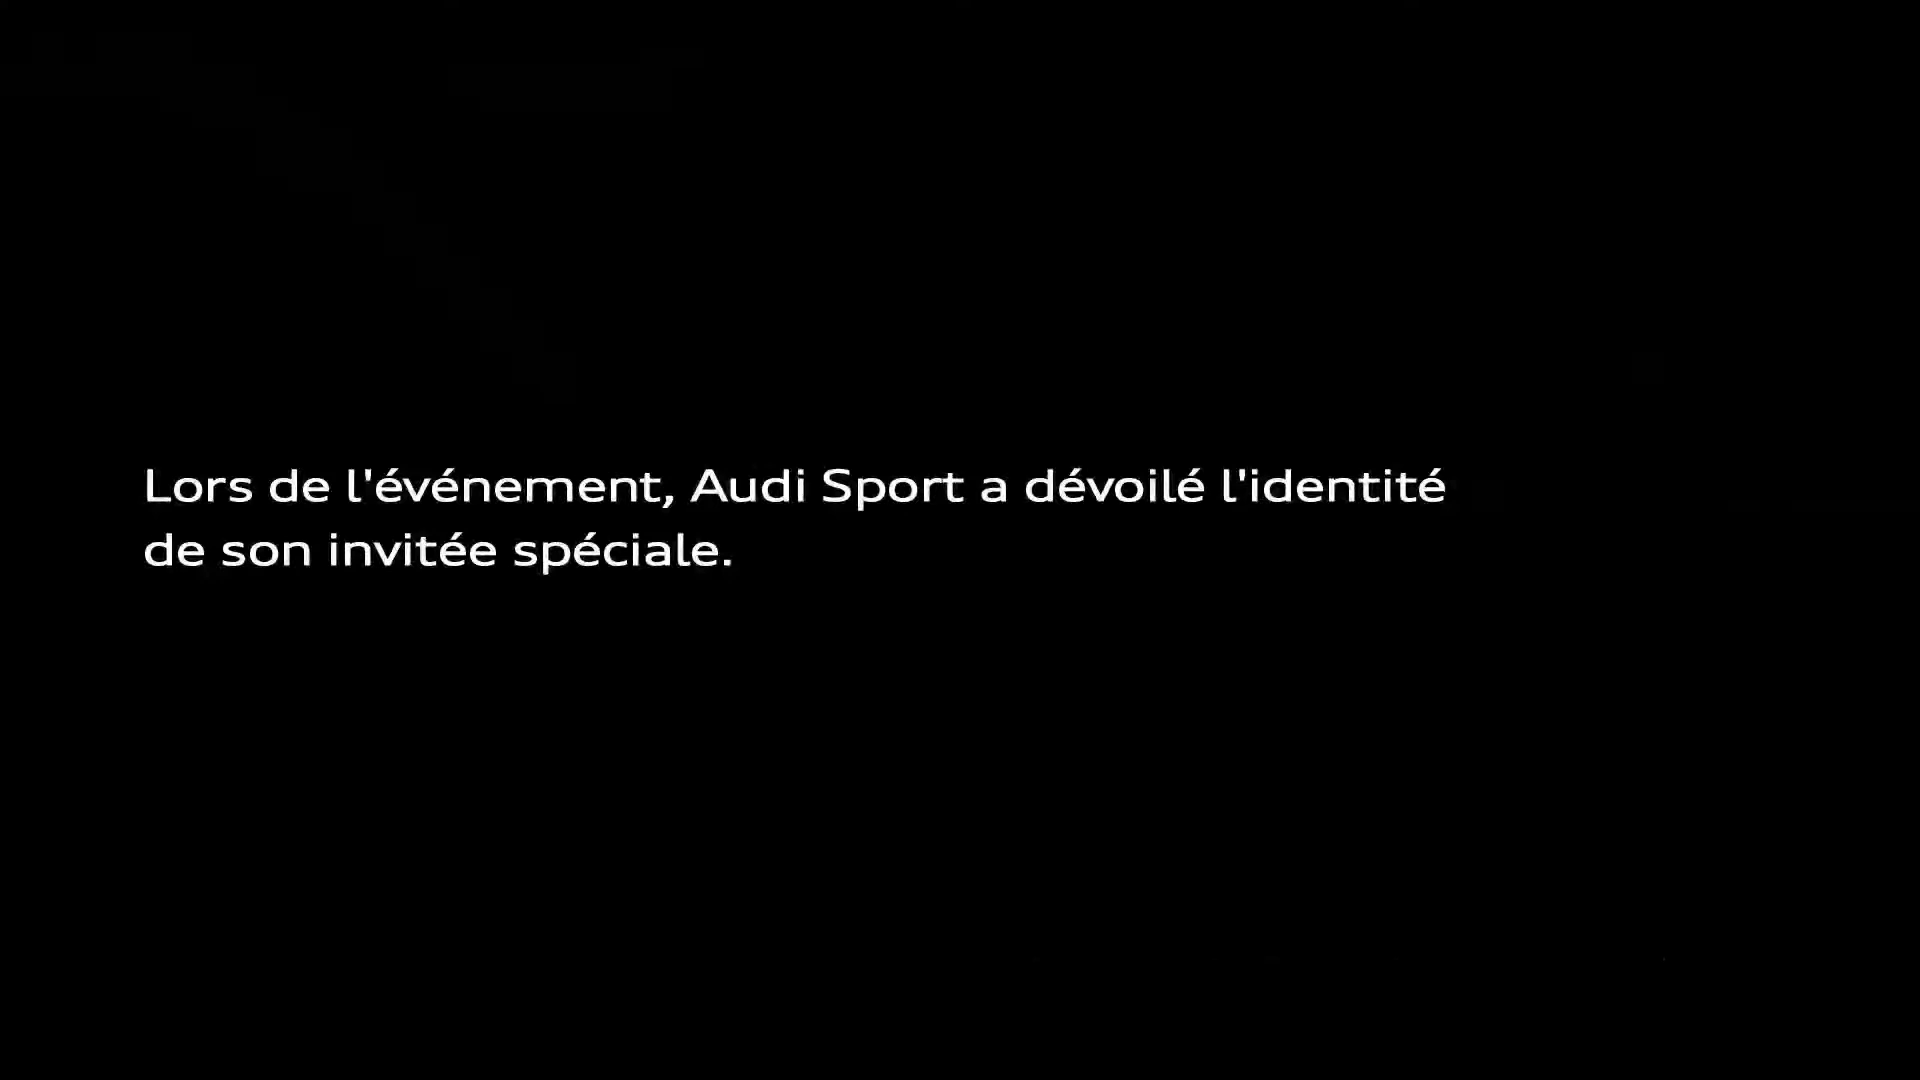 Lors de l'événement, Audi Sport a dévoilé l'identité
de son invitée spéciale.